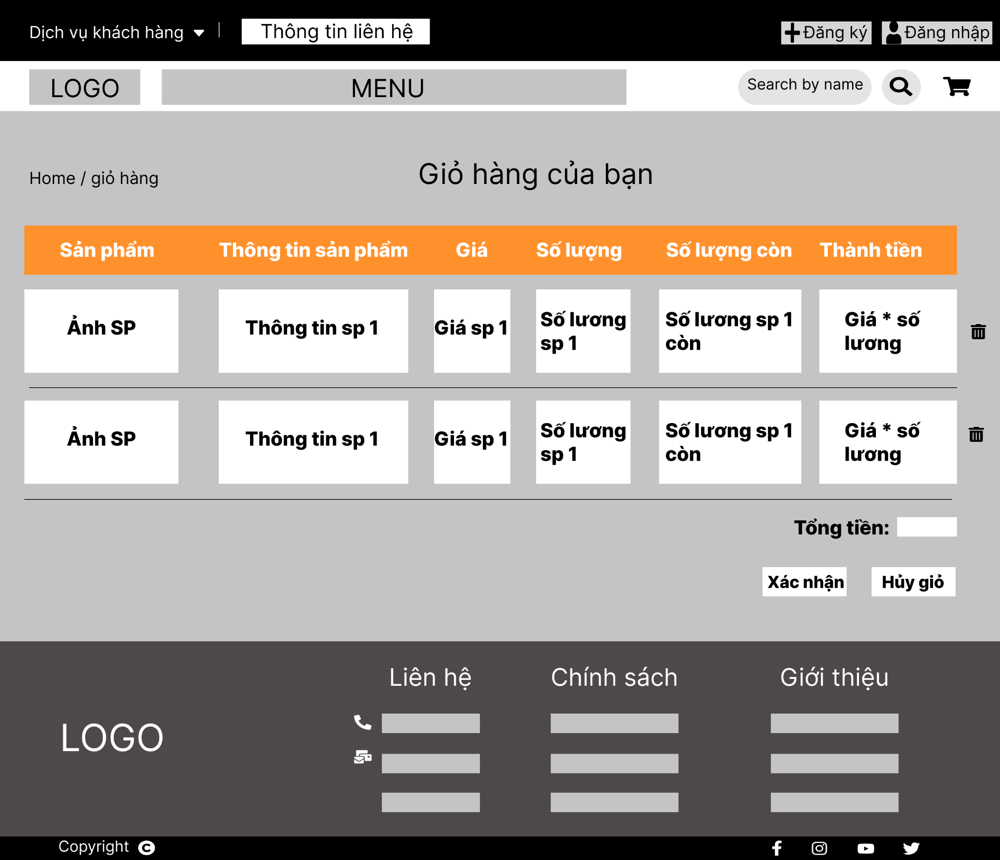 Dịch vụ khách hàng
Thông tin liên hệ
Đăng ký
Đăng nhập
LOGO
MENU
Search by name
Home / giỏ hàng
Giỏ hàng của bạn
Sản phẩm
Thông tin sản phẩm
Giá
Số lượng
Số lượng còn
Thành tiền
Ảnh SP
Thông tin sp 1
Giá sp 1
Số lương
sp 1
Số lương sp 1
còn
Giá * số
lương
Ảnh SP
Thông tin sp 1
Giá sp 1
Số lương
sp 1
Số lương sp 1
còn
Giá * số
lương
Tổng tiền:
Xác nhận
Hủy giỏ
Liên hệ
Chính sách
Giới thiệu
LOGO
Copyright